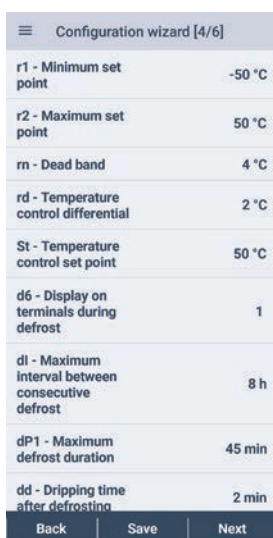 Configuration wizard [4/6]
r1 - Minimum set
point
-50 °C
r2 - Maximum set
point
50 °C
rn - Dead band
4 °C
rd - Temperature
control differential
2 °C
St - Temperature
control set point
50 °C
d6 - Display on
terminals during
defrost
1
dI - Maximum
interval between
consecutive
defrost
8 h
dP1 - Maximum
defrost duration
45 min
dd - Dripping time
after defrosting
2 min
Back
Save
Next